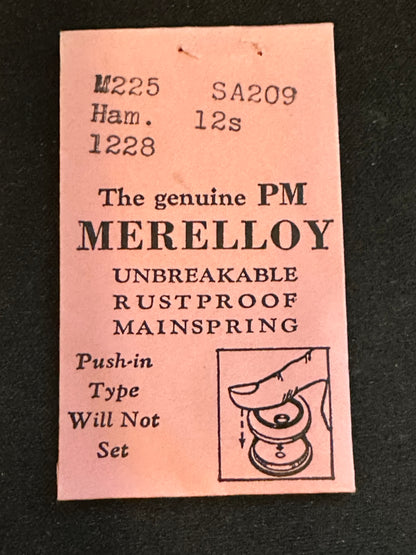 M225 SA209
Ham. 12s
1228
The genuine PM
MERELLOY
UNBREAKABLE
RUSTPROOF
MAINSPRING
Push-in
Type
Will Not
Set